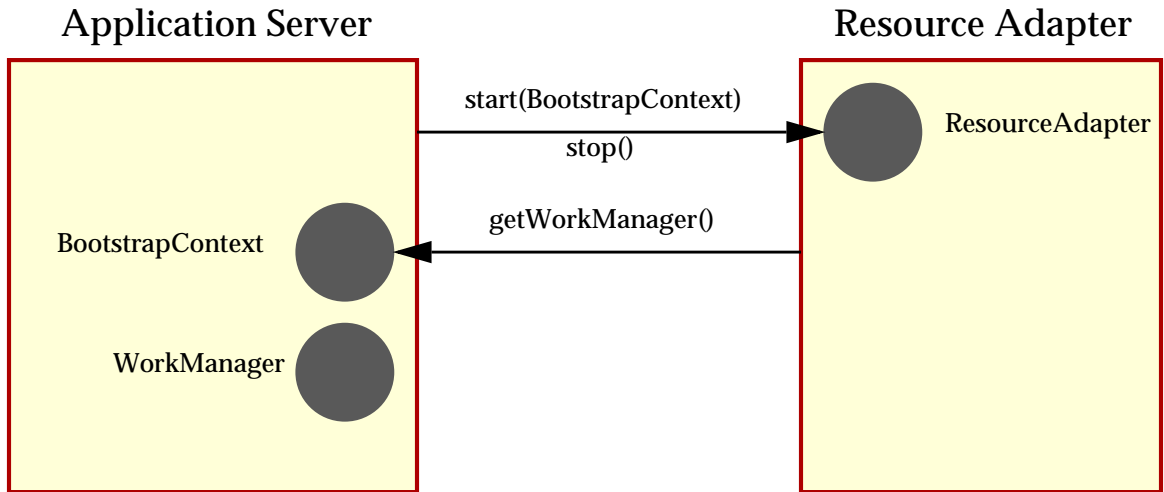 Application Server
Resource Adapter
start(BootstrapContext)
ResourceAdapter
stop()
getWorkManager()
BootstrapContext
WorkManager